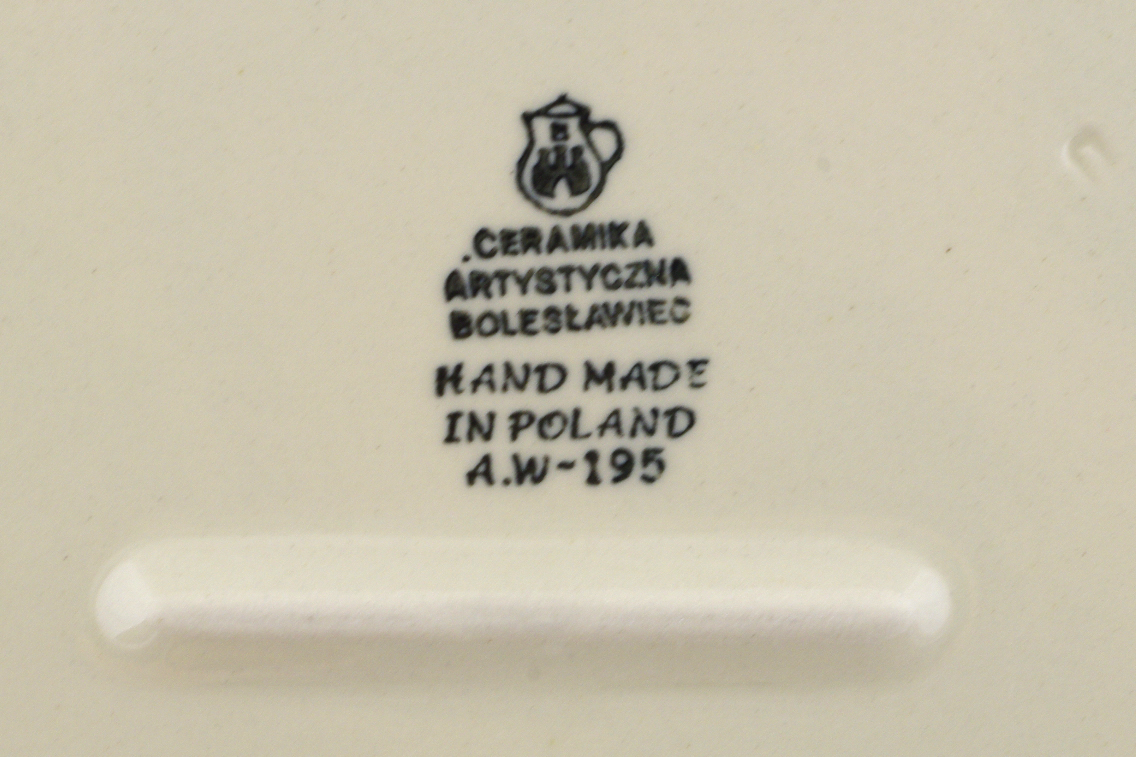 B
.CERAMIKA
ARTYSTYCZNA
BOLESŁAWIEC
HAND MADE
IN POLAND
A.W-195